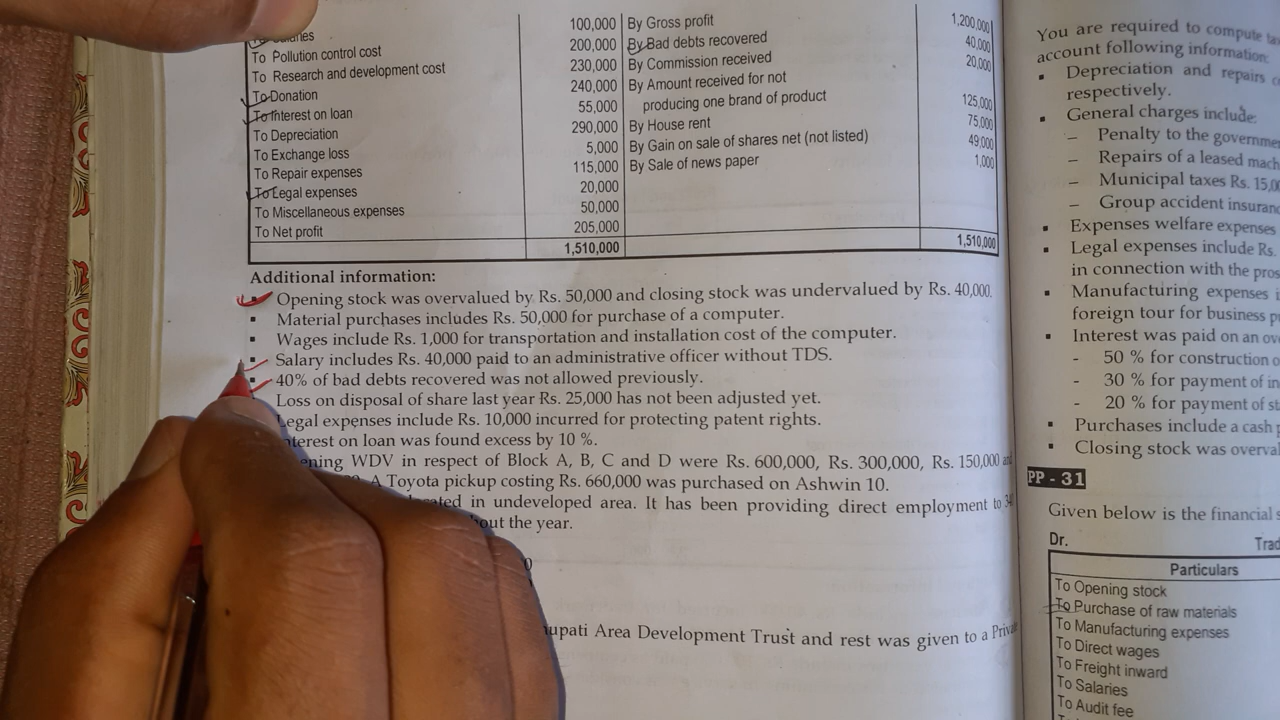 To Pollution control cost
To Research and development cost
To Donation
To Interest on loan
To Depreciation
To Exchange loss
To Repair expenses
To Legal expenses
To Miscellaneous expenses
To Net profit
100,000
200,000
230,000
240,000
55,000
290,000
5,000
115,000
20,000
50,000
205,000
1,510,000
By Gross profit
By Bad debts recovered
By Commission received
By Amount received for not
producing one brand of product
By House rent
By Gain on sale of shares net (not listed)
By Sale of news paper
1,200,000
40,000
20,000
125,000
75,000
49,000
1,000
1,510,000
Additional information:
Opening stock was overvalued by Rs. 50,000 and closing stock was undervalued by Rs. 40,000.
Material purchases includes Rs. 50,000 for purchase of a computer.
Wages include Rs. 1,000 for transportation and installation cost of the computer.
Salary includes Rs. 40,000 paid to an administrative officer without TDS.
40% of bad debts recovered was not allowed previously.
Loss on disposal of share last year Rs. 25,000 has not been adjusted yet.
Legal expenses include Rs. 10,000 incurred for protecting patent rights.
on loan was found excess by 10 %.
WDV in respect of Block A, B, C and D were Rs. 600,000, Rs. 300,000, Rs. 150,000
A Toyota pickup costing Rs. 660,000 was purchased on Ashwin 10.
in undeveloped area. It has been providing direct employment to
the year.
Area Development Trust and rest was given to a
You are required to compute
account following information:
Depreciation and repairs
respectively.
General charges include:
– Penalty to the
– Repairs of a leased
– Municipal taxes Rs.
– Group accident
Expenses welfare expenses
Legal expenses include Rs.
in connection with the
Manufacturing expenses
foreign tour for business
Interest was paid on an
- 50 % for construction
- 30 % for payment of
- 20 % for payment of
Purchases include a cash
Closing stock was
PP - 31
Given below is the financial
Dr.
Particulars
To Opening stock
To Purchase of raw materials
To Manufacturing expenses
To Direct wages
To Freight inward
To Salaries
To Audit fee